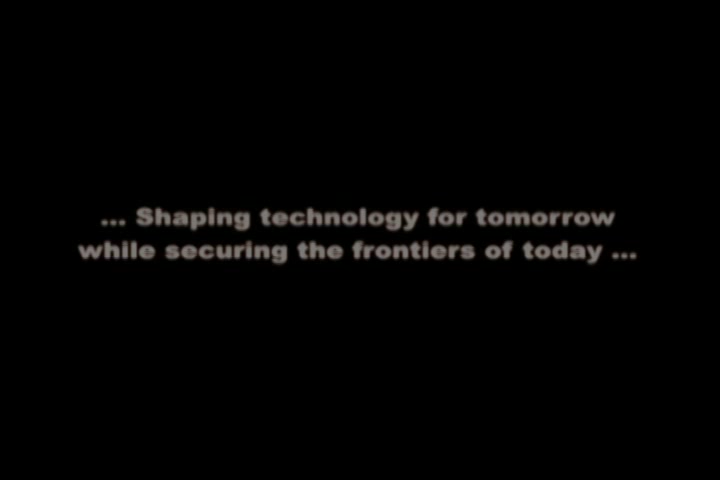 ... Shaping technology for tomorrow
while securing the frontiers of today ...